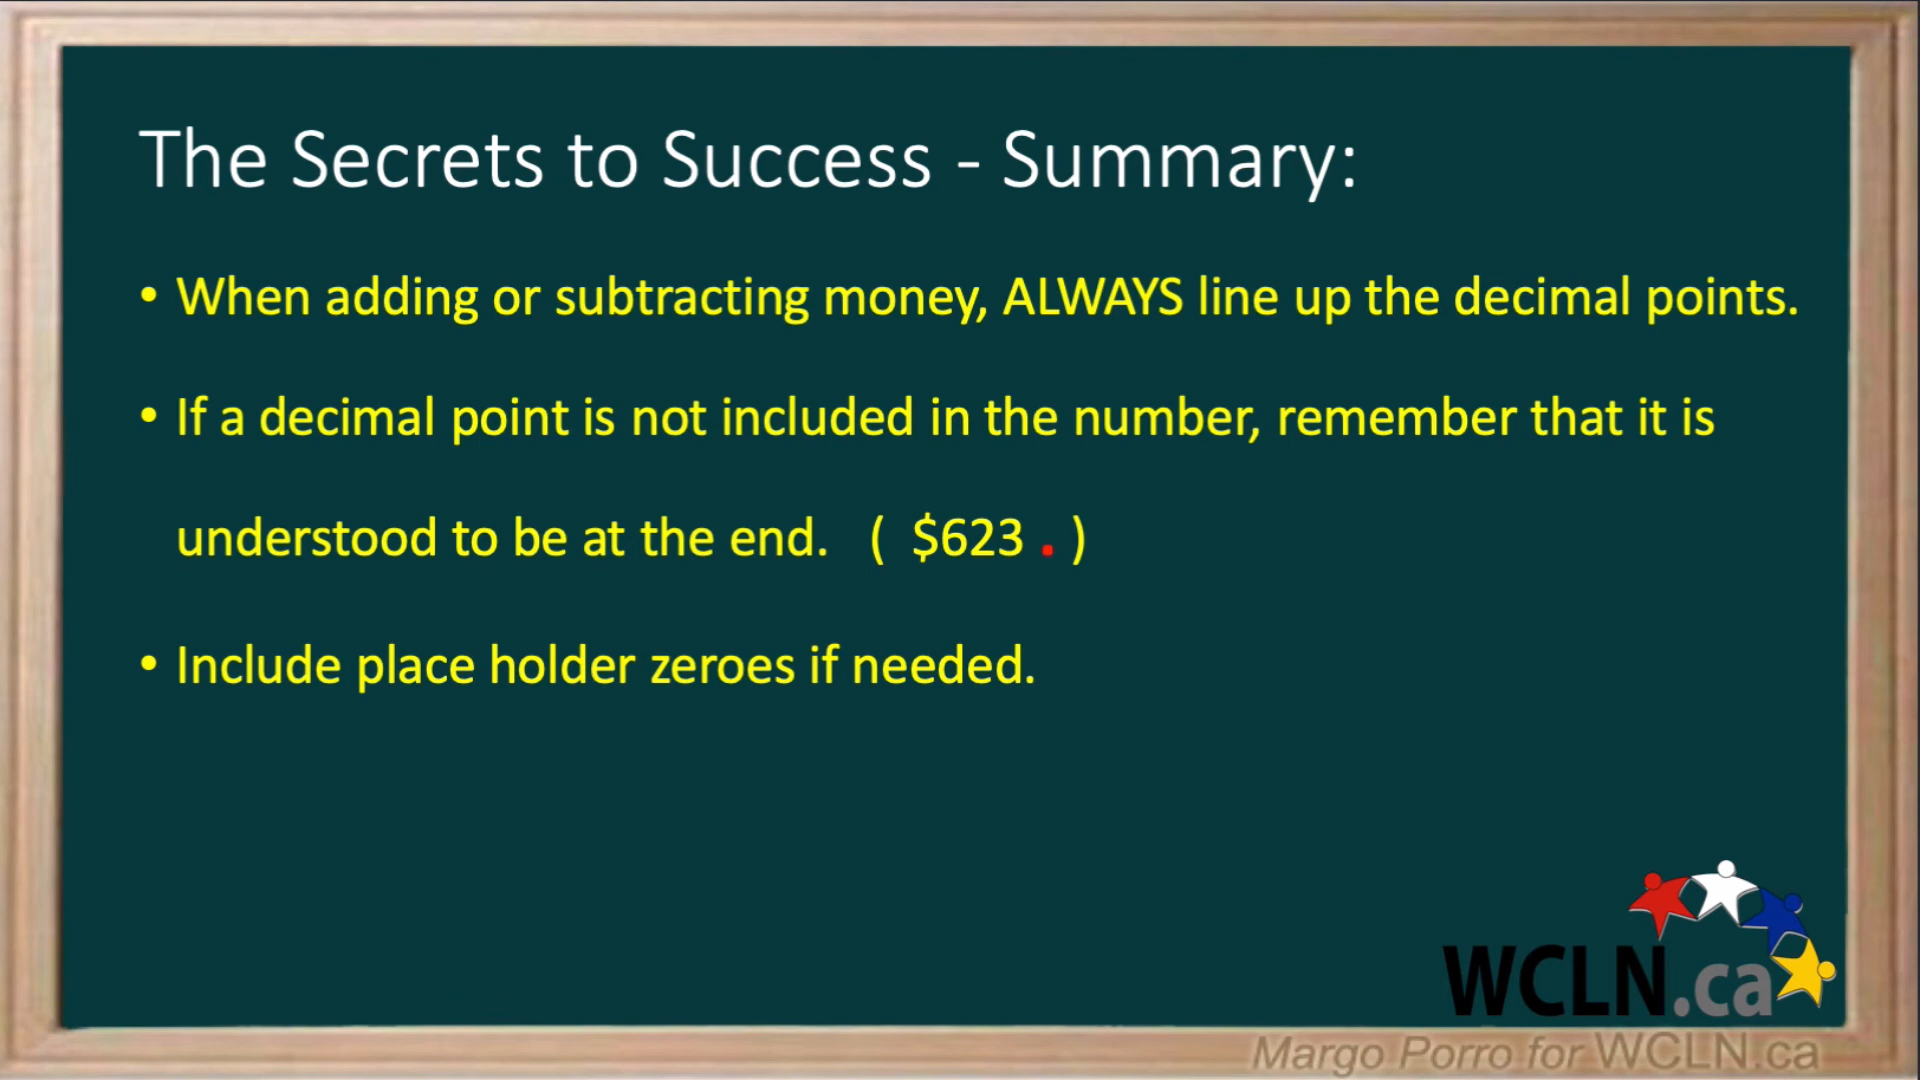 The Secrets to Success - Summary:
• When adding or subtracting money, ALWAYS line up the decimal points.
• If a decimal point is not included in the number, remember that it is
understood to be at the end. ( $623 . )
• Include place holder zeroes if needed.
WCLN.ca
Margo Porro for WCLN.ca